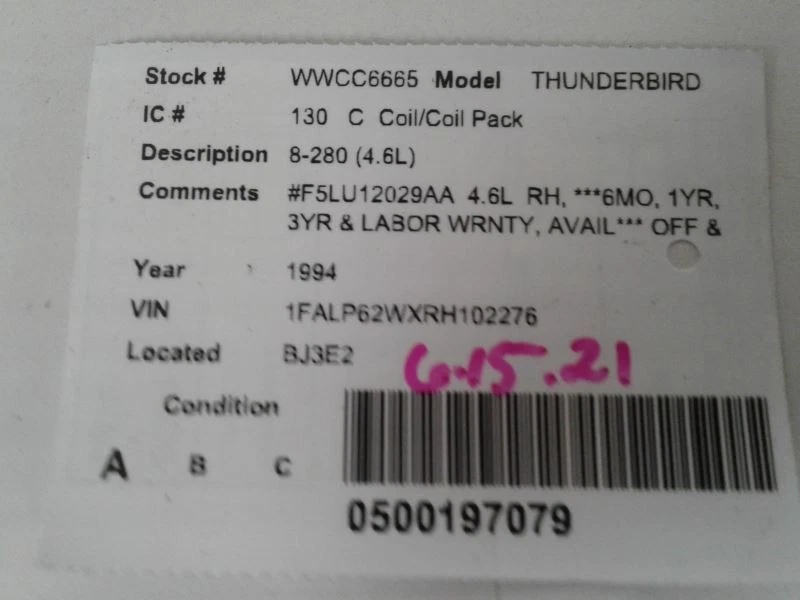 Stock # WWCC6665 Model THUNDERBIRD
IC # 130 C Coil/Coil Pack
Description 8-280 (4.6L)
Comments #F5LU12029AA 4.6L RH, ***6MO, 1YR,
3YR & LABOR WRNTY, AVAIL*** OFF &
Year 1994
VIN 1FALP62WXRH102276
Located BJ3E2 6.15.21
Condition
A B C
0500197079